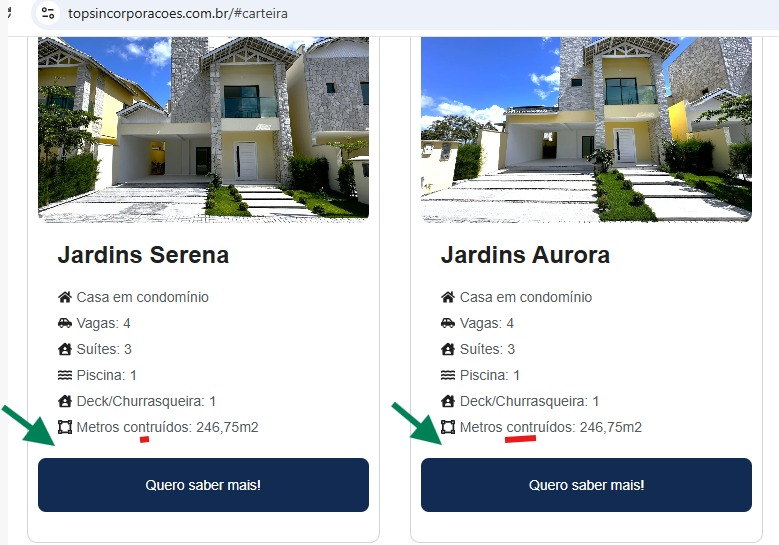 topsincorporacoes.com.br/#carteira
Jardins Serena
Casa em condomínio
Vagas: 4
Suítes: 3
Piscina: 1
Deck/Churrasqueira: 1
Metros contruídos: 246,75m2
Quero saber mais!
Jardins Aurora
Casa em condomínio
Vagas: 4
Suítes: 3
Piscina: 1
Deck/Churrasqueira: 1
Metros contruídos: 246,75m2
Quero saber mais!